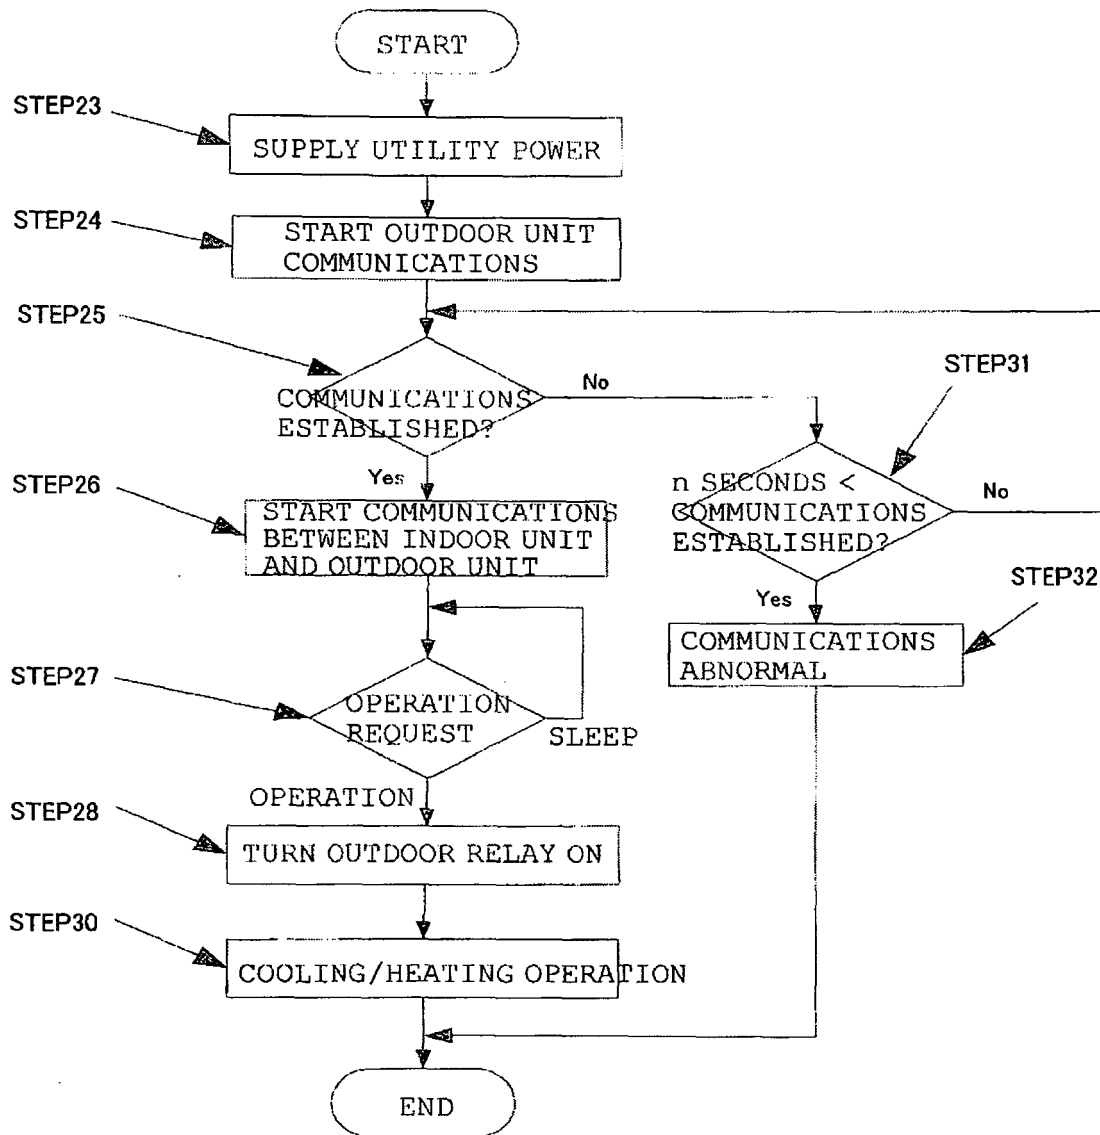 START
STEP23
SUPPLY UTILITY POWER
STEP24
START OUTDOOR UNIT
COMMUNICATIONS
STEP25
COMMUNICATIONS
ESTABLISHED?
No
Yes
STEP31
n SECONDS <
COMMUNICATIONS
ESTABLISHED?
No
Yes
STEP26
START COMMUNICATIONS
BETWEEN INDOOR UNIT
AND OUTDOOR UNIT
STEP32
COMMUNICATIONS
ABNORMAL
STEP27
OPERATION
REQUEST
SLEEP
OPERATION
STEP28
TURN OUTDOOR RELAY ON
STEP30
COOLING/HEATING OPERATION
END